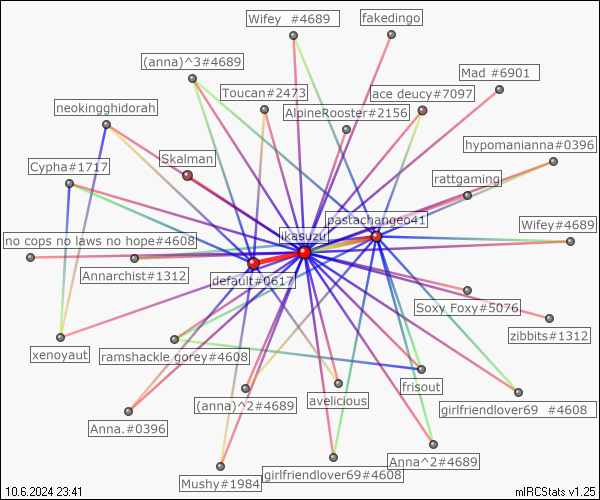 Wifey  #4689
fakedingo
(anna)^3#4689
Mad #6901
Toucan#2473
ace deucy#7097
neokingghidorah
AlpineRooster#2156
hypomanianna#0396
Skalman
Cypha#1717
rattgaming
pastachangeo41
Wifey#4689
ikasuzu
no cops no laws no hope#4608
Annarchist#1312
default#0617
Soxy Foxy#5076
zibbits#1312
xenoyaut
ramshackle gorey#4608
frisout
avelicious
(anna)^2#4689
girlfriendlover69  #4608
Anna.#0396
Anna^2#4689
girlfriendlover69#4608
Mushy#1984
10.6.2024 23:41
mIRCStats v1.25